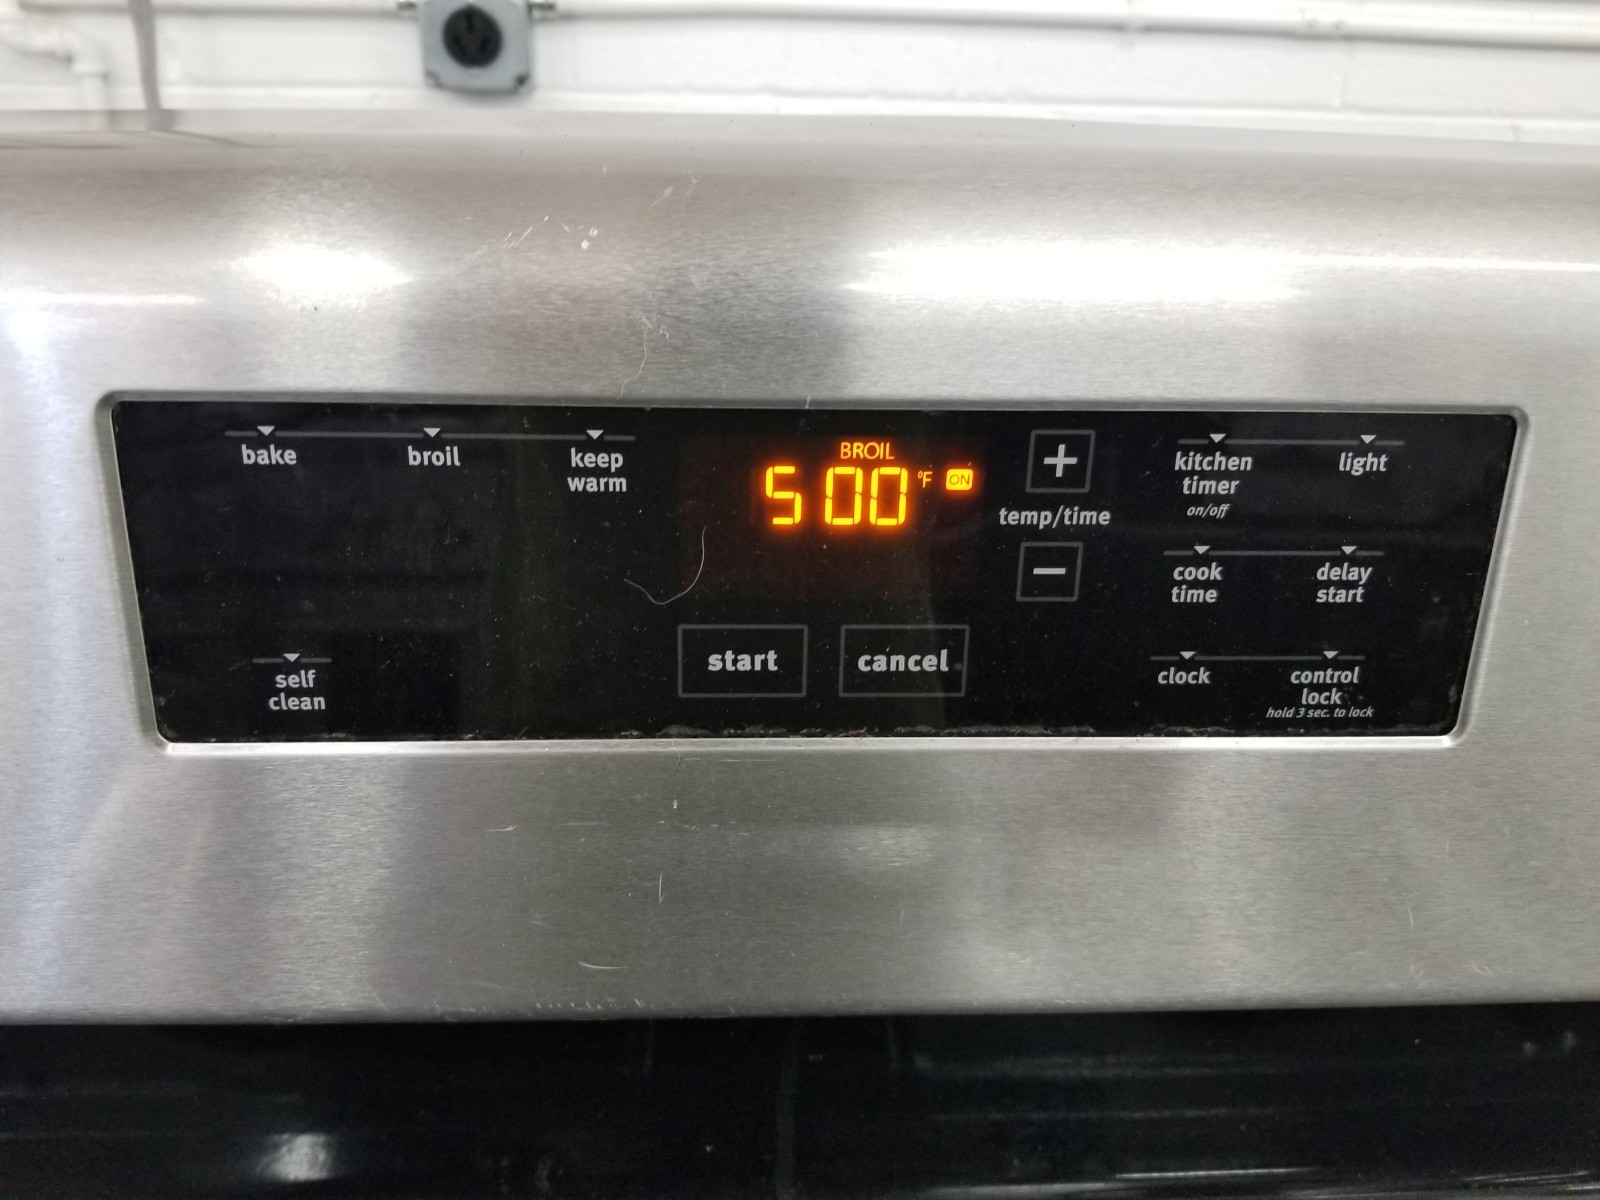 bake
broil
keep
warm
BROIL
500 °F ON
+
temp/time
−
kitchen
timer
on/off
light
cook
time
delay
start
self
clean
start
cancel
clock
control
lock
hold 3 sec. to lock